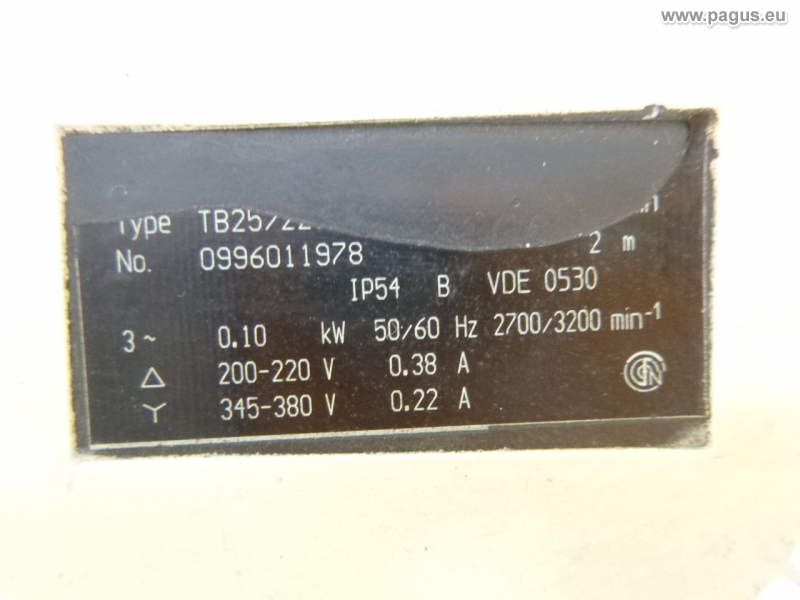 www.pagus.eu
Type TB25/22
No. 0996011978 2 m
IP54 B VDE 0530
3 ~ 0.10 kW 50/60 Hz 2700/3200 min-1
△ 200-220 V 0.38 A
Y 345-380 V 0.22 A